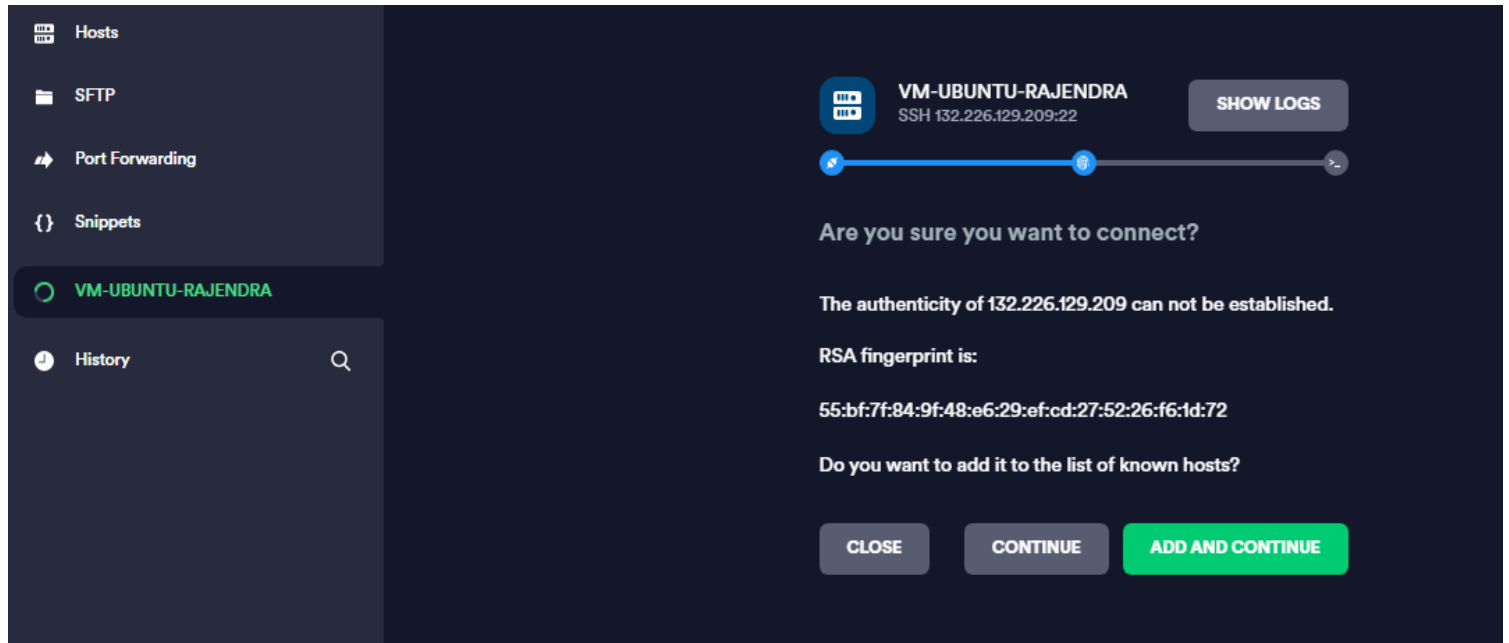 Hosts
SFTP
Port Forwarding
{} Snippets
VM-UBUNTU-RAJENDRA
History
VM-UBUNTU-RAJENDRA
SSH 132.226.129.209:22
SHOW LOGS
>_
Are you sure you want to connect?
The authenticity of 132.226.129.209 can not be established.
RSA fingerprint is:
55:bf:7f:84:9f:48:e6:29:ef:cd:27:52:26:f6:1d:72
Do you want to add it to the list of known hosts?
CLOSE
CONTINUE
ADD AND CONTINUE